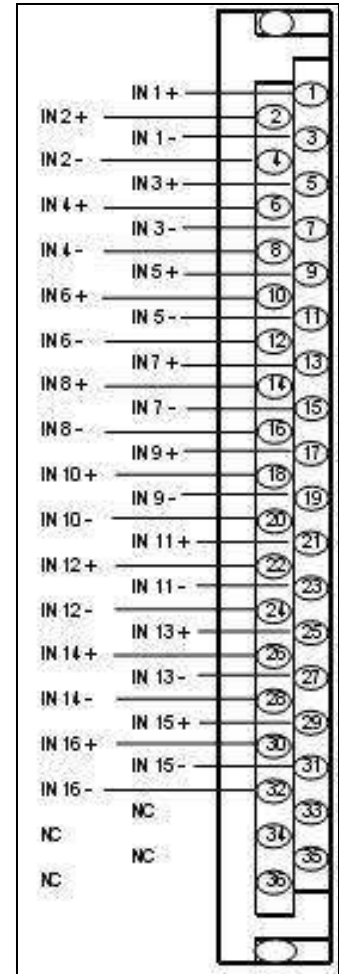 IN 1 + 1
IN 2 + 2
IN 1 - 3
IN 2 - 4
IN 3 + 5
IN 4 + 6
IN 3 - 7
IN 4 - 8
IN 5 + 9
IN 6 + 10
IN 5 - 11
IN 6 - 12
IN 7 + 13
IN 8 + 14
IN 7 - 15
IN 8 - 16
IN 9 + 17
IN 10 + 18
IN 9 - 19
IN 10 - 20
IN 11 + 21
IN 12 + 22
IN 11 - 23
IN 12 - 24
IN 13 + 25
IN 14 + 26
IN 13 - 27
IN 14 - 28
IN 15 + 29
IN 16 + 30
IN 15 - 31
IN 16 - 32
NC 33
NC 34
NC 35
NC 36